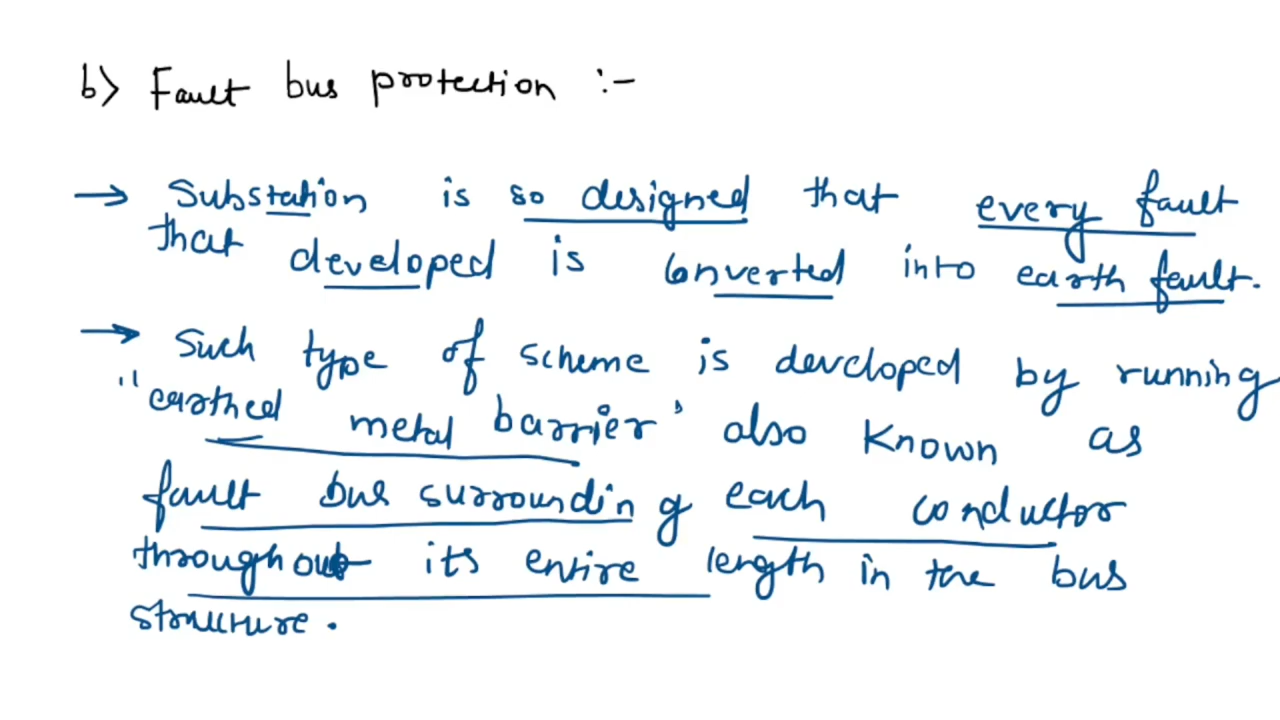 b) Fault bus protection :-
→ Substation is so designed that every fault
that developed is converted into earth fault.
→ Such type of scheme is developed by running
"earthed metal barrier' also known as
fault bus surrounding each conductor
throughout its entire length in the bus
structure.